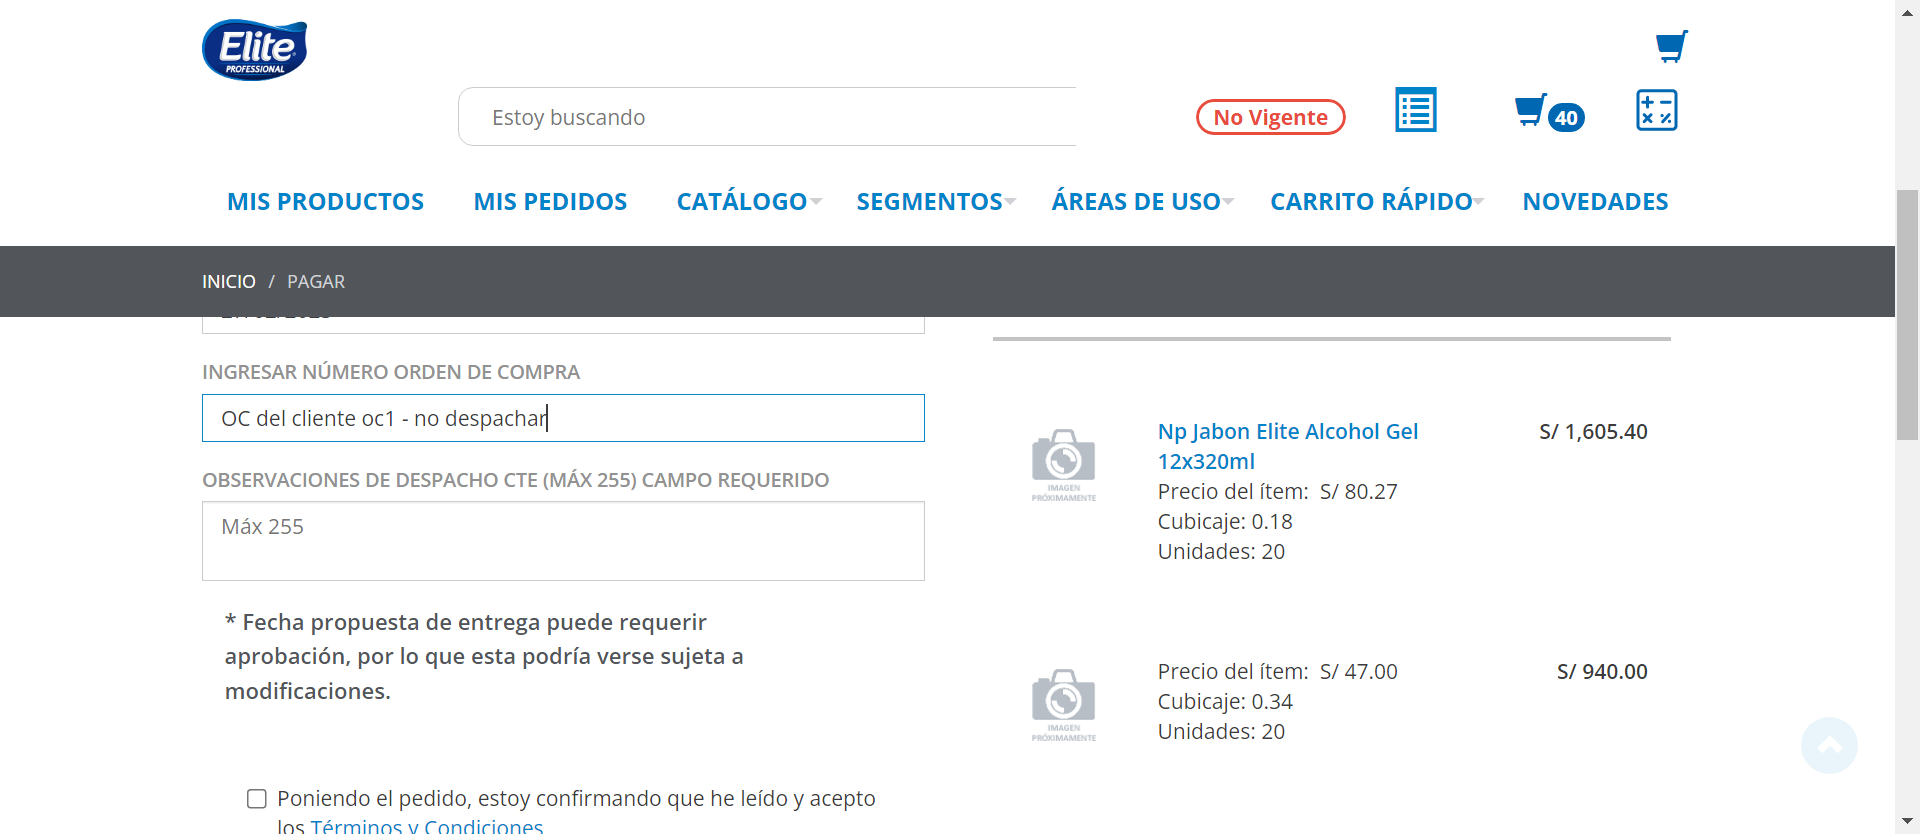 Elite
PROFESSIONAL
Estoy buscando
No Vigente
40
MIS PRODUCTOS
MIS PEDIDOS
CATÁLOGO
SEGMENTOS
ÁREAS DE USO
CARRITO RÁPIDO
NOVEDADES
INICIO / PAGAR
INGRESAR NÚMERO ORDEN DE COMPRA
OC del cliente oc1 - no despachar
OBSERVACIONES DE DESPACHO CTE (MÁX 255) CAMPO REQUERIDO
Máx 255
* Fecha propuesta de entrega puede requerir
aprobación, por lo que esta podría verse sujeta a
modificaciones.
Poniendo el pedido, estoy confirmando que he leído y acepto
los Términos y Condiciones
IMAGEN
PRÓXIMAMENTE
Np Jabon Elite Alcohol Gel
12x320ml
S/ 1,605.40
Precio del ítem: S/ 80.27
Cubicaje: 0.18
Unidades: 20
IMAGEN
PRÓXIMAMENTE
Precio del ítem: S/ 47.00
S/ 940.00
Cubicaje: 0.34
Unidades: 20